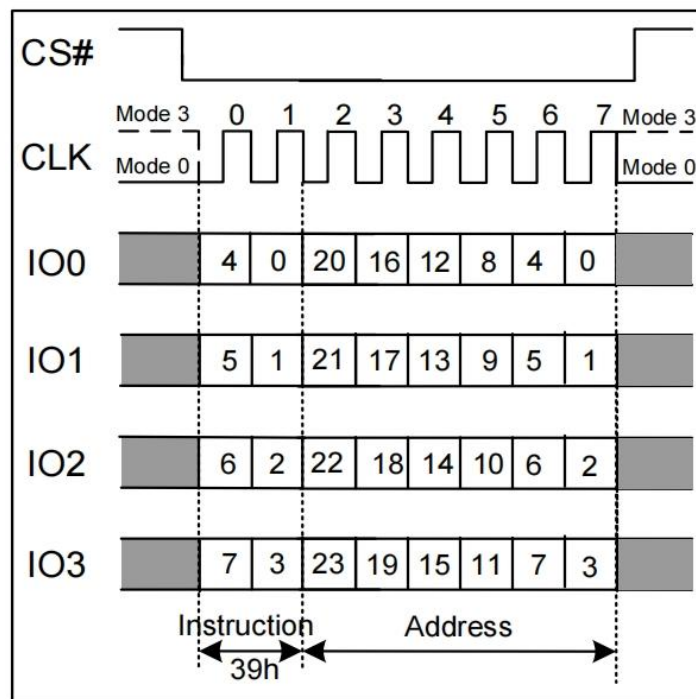 CS#
Mode 3 0 1 2 3 4 5 6 7 Mode 3
CLK
Mode 0 Mode 0
IO0 4 0 20 16 12 8 4 0
IO1 5 1 21 17 13 9 5 1
IO2 6 2 22 18 14 10 6 2
IO3 7 3 23 19 15 11 7 3
Instruction Address
39h